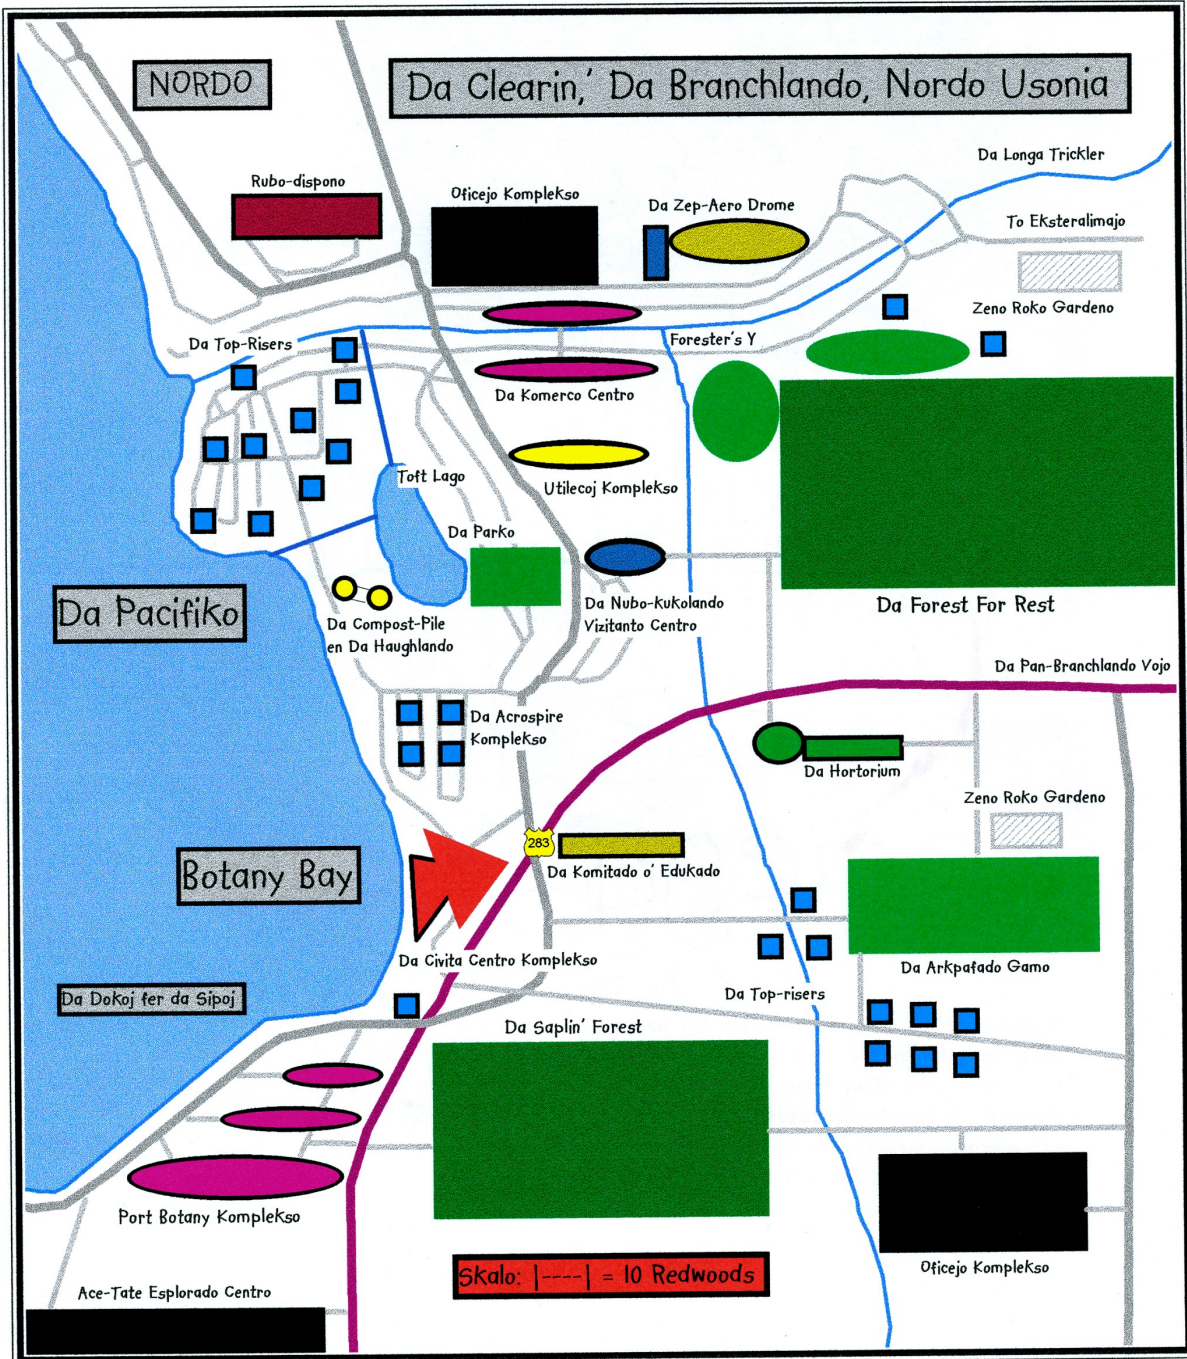 NORDO
Da Clearin,' Da Branchlando, Nordo Usonia
Da Longa Trickler
Rubo-dispono
Oficejo Komplekso
Da Zep-Aero Drome
To Eksteralimajo
Zeno Roko Gardeno
Da Top-Risers
Forester's Y
Da Komerco Centro
Toft Lago
Utilecoj Komplekso
Da Parko
Da Pacifiko
Da Compost-Pile
en Da Haughlando
Da Nubo-kukolando
Vizitanto Centro
Da Forest For Rest
Da Pan-Branchlando Vojo
Da Acrospire
Komplekso
Da Hortorium
Zeno Roko Gardeno
283
Botany Bay
Da Komitado o' Edukado
Da Civita Centro Komplekso
Da Arkpafado Gamo
Da Dokoj fer da Sipoj
Da Top-risers
Da Saplin' Forest
Port Botany Komplekso
Skalo: |----| = 10 Redwoods
Oficejo Komplekso
Ace-Tate Esplorado Centro